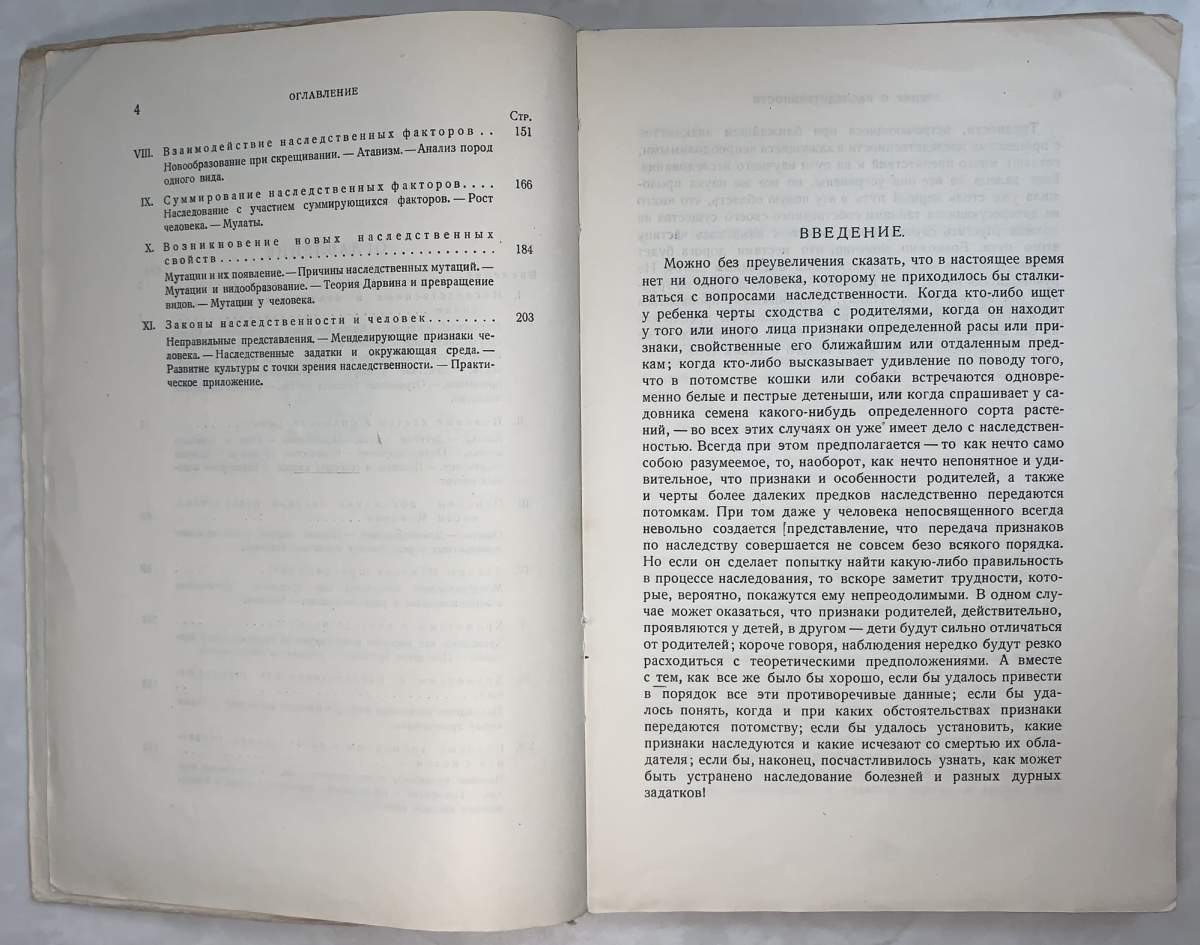 4
ОГЛАВЛЕНИЕ
Стр.
VIII. Взаимодействие наследственных факторов . . 151
Новообразование при скрещивании. — Атавизм. — Анализ пород
одного вида.
IX. Суммирование наследственных факторов. . . . 166
Наследование с участием суммирующихся факторов. — Рост
человека. — Мулаты.
X. Возникновение новых наследственных
свойств . . . . . . . . . . . . . . . . . . . . . . . . . . . . . . . . . 184
Мутации и их появление. — Причины наследственных мутаций. —
Мутации и видообразование. — Теория Дарвина и превращение
видов. — Мутации у человека.
XI. Законы наследственности и человек . . . . . . . . 203
Неправильные представления. — Менделирующие признаки че-
ловека. — Наследственные задатки и окружающая среда. —
Развитие культуры с точки зрения наследственности. — Практи-
ческое приложение.
ВВЕДЕНИЕ.
Можно без преувеличения сказать, что в настоящее время
нет ни одного человека, которому не приходилось бы сталки-
ваться с вопросами наследственности. Когда кто-либо ищет
у ребенка черты сходства с родителями, когда он находит
у того или иного лица признаки определенной расы или при-
знаки, свойственные его ближайшим или отдаленным пред-
кам; когда кто-либо высказывает удивление по поводу того,
что в потомстве кошки или собаки встречаются одновре-
менно белые и пестрые детеныши, или когда спрашивает у са-
довника семена какого-нибудь определенного сорта расте-
ний, — во всех этих случаях он уже имеет дело с наследствен-
ностью. Всегда при этом предполагается — то как нечто само
собою разумеемое, то, наоборот, как нечто непонятное и уди-
вительное, что признаки и особенности родителей, а также
и черты более далеких предков наследственно передаются
потомкам. При том даже у человека непосвященного всегда
невольно создается [представление, что передача признаков
по наследству совершается не совсем безо всякого порядка.
Но если он сделает попытку найти какую-либо правильность
в процессе наследования, то вскоре заметит трудности, кото-
рые, вероятно, покажутся ему непреодолимыми. В одном слу-
чае может оказаться, что признаки родителей, действительно,
проявляются у детей, в другом — дети будут сильно отличаться
от родителей; короче говоря, наблюдения нередко будут резко
расходиться с теоретическими предположениями. А вместе
с тем, как все же было бы хорошо, если бы удалось привести
в порядок все эти противоречивые данные; если бы уда-
лось понять, когда и при каких обстоятельствах признаки
передаются потомству; если бы удалось установить, какие
признаки наследуются и какие исчезают со смертью их обла-
дателя; если бы, наконец, посчастливилось узнать, как может
быть устранено наследование болезней и разных дурных
задатков!